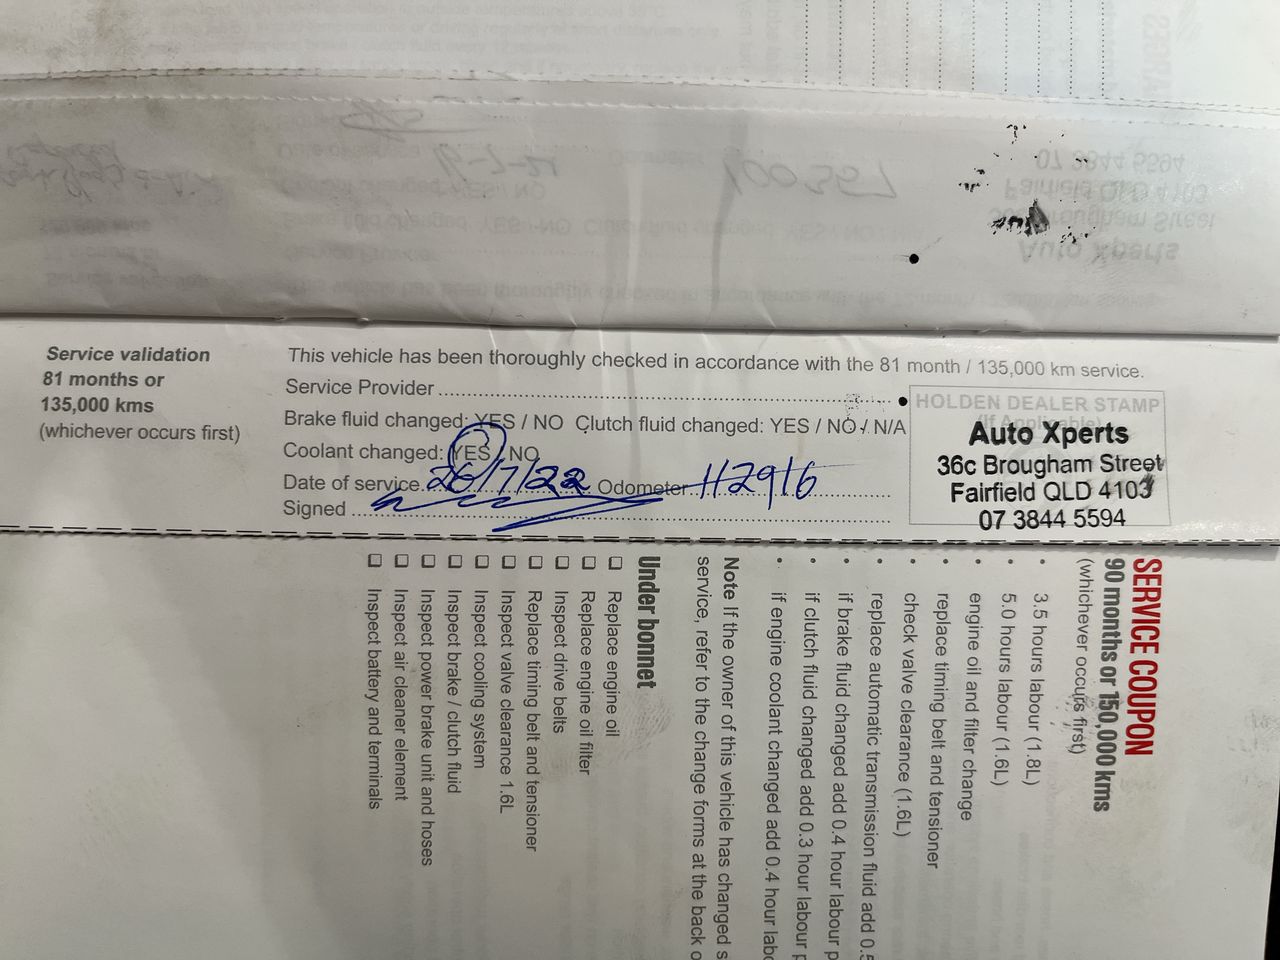 Service validation
81 months or
135,000 kms
(whichever occurs first)
This vehicle has been thoroughly checked in accordance with the 81 month / 135,000 km service.
Service Provider
Brake fluid changed: YES / NO Clutch fluid changed: YES / NO / N/A
Coolant changed: YES / NO
Date of service 26/7/22 Odometer 112916
Signed
HOLDEN DEALER STAMP
(If Applicable)
Auto Xperts
36c Brougham Street
Fairfield QLD 4103
07 3844 5594
SERVICE COUPON
90 months or 150,000 kms
(whichever occurs first)
• 3.5 hours labour (1.8L)
• 5.0 hours labour (1.6L)
• engine oil and filter change
• replace timing belt and tensioner
• check valve clearance (1.6L)
• replace automatic transmission fluid add 0.5
• if brake fluid changed add 0.4 hour labour
• if clutch fluid changed add 0.3 hour labour
• if engine coolant changed add 0.4 hour
Note If the owner of this vehicle has changed
service, refer to the change forms at the back
Under bonnet
❑ Replace engine oil
❑ Replace engine oil filter
❑ Inspect drive belts
❑ Replace timing belt and tensioner
❑ Inspect valve clearance 1.6L
❑ Inspect cooling system
❑ Inspect brake / clutch fluid
❑ Inspect power brake unit and hoses
❑ Inspect air cleaner element
❑ Inspect battery and terminals